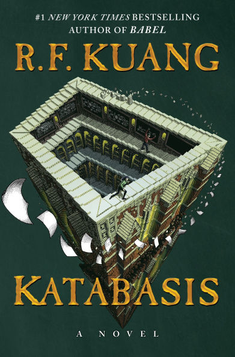 #1 NEW YORK TIMES BESTSELLING
AUTHOR OF BABEL
R.F. KUANG
KATABASIS
A NOVEL